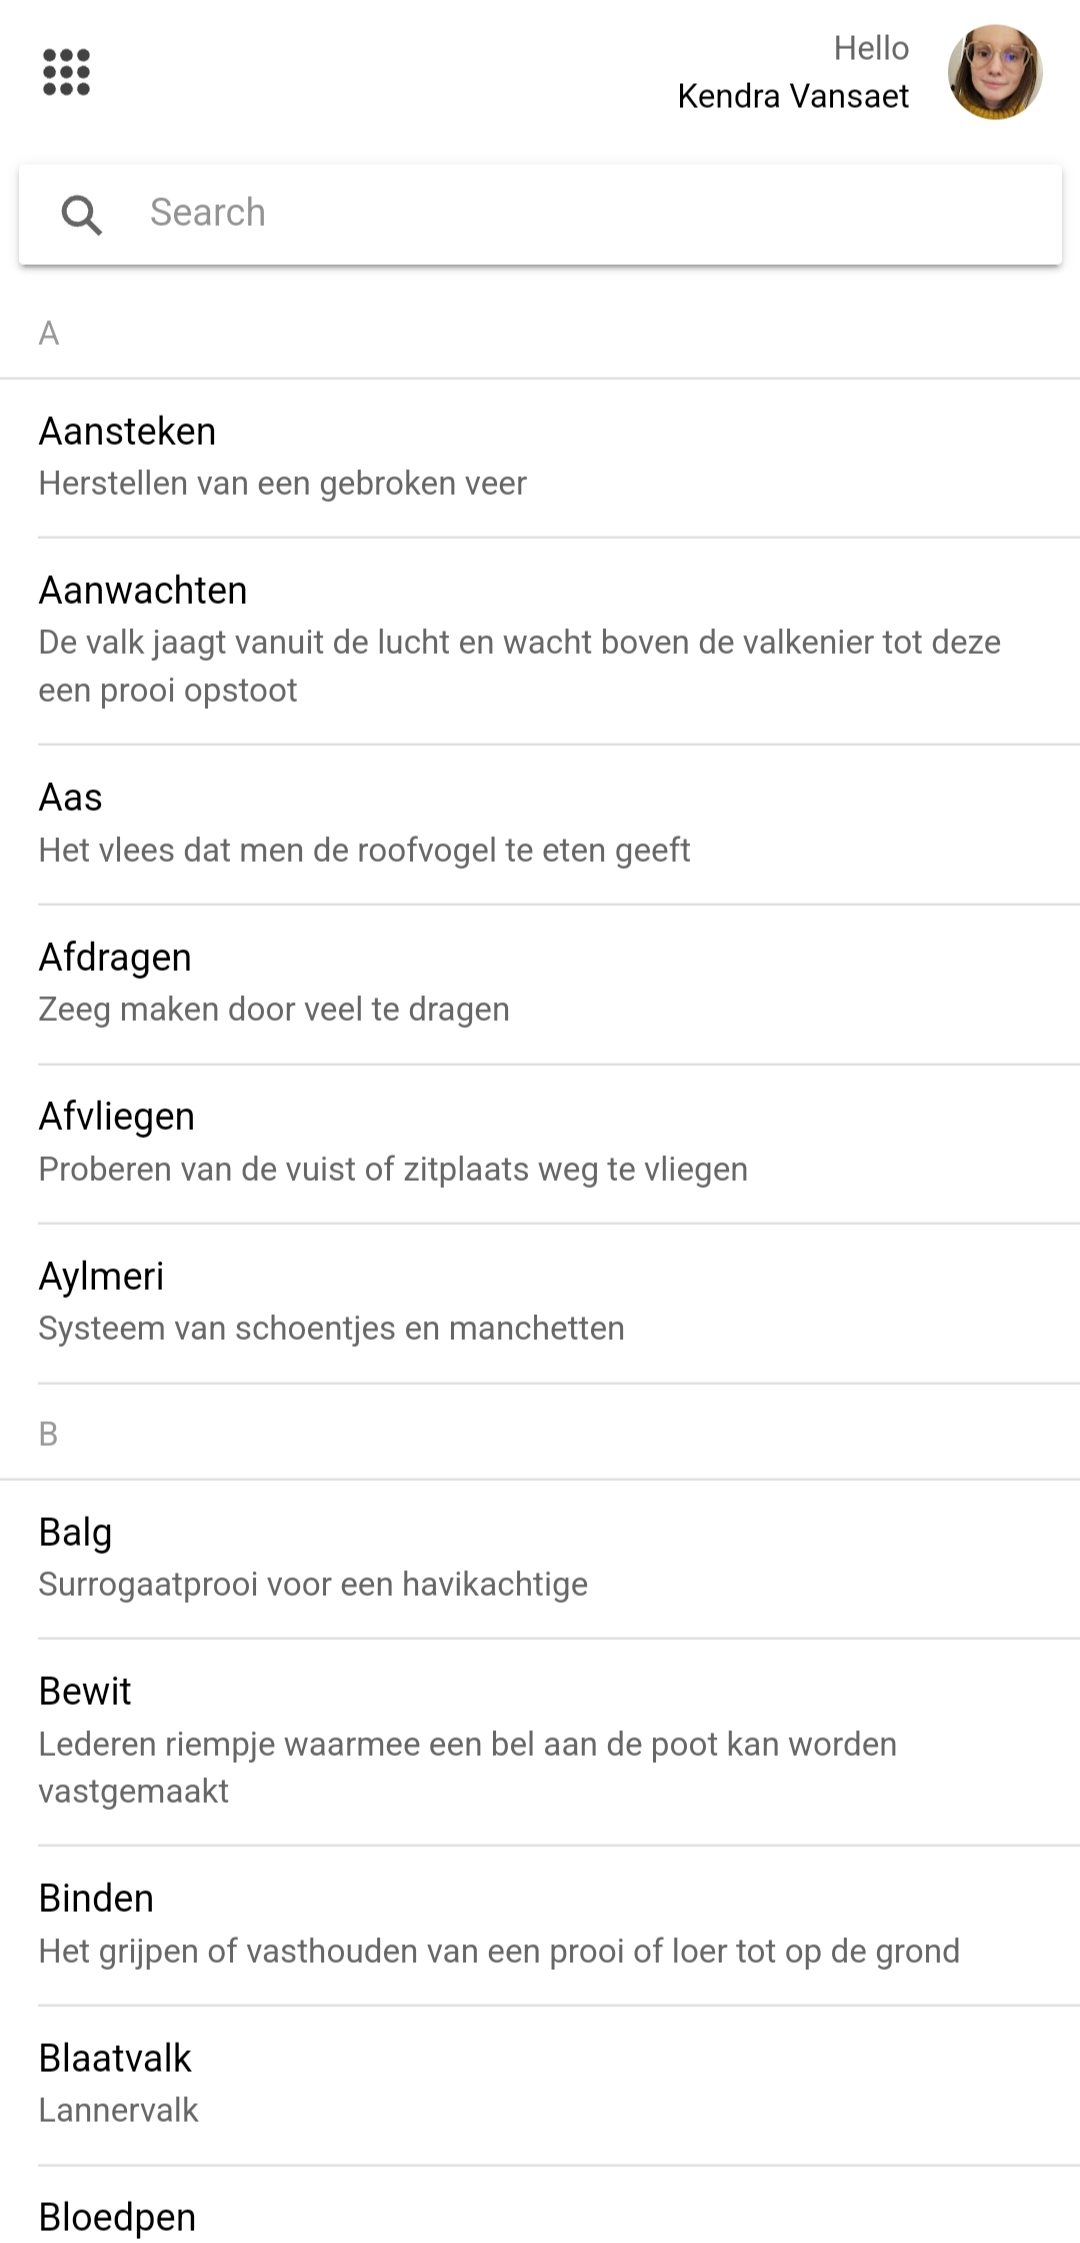 Hello
Kendra Vansaet
Search
A
Aansteken
Herstellen van een gebroken veer
Aanwachten
De valk jaagt vanuit de lucht en wacht boven de valkenier tot deze
een prooi opstoot
Aas
Het vlees dat men de roofvogel te eten geeft
Afdragen
Zeeg maken door veel te dragen
Afvliegen
Proberen van de vuist of zitplaats weg te vliegen
Aylmeri
Systeem van schoentjes en manchetten
B
Balg
Surrogaatprooi voor een havikachtige
Bewit
Lederen riempje waarmee een bel aan de poot kan worden
vastgemaakt
Binden
Het grijpen of vasthouden van een prooi of loer tot op de grond
Blaatvalk
Lannervalk
Bloedpen